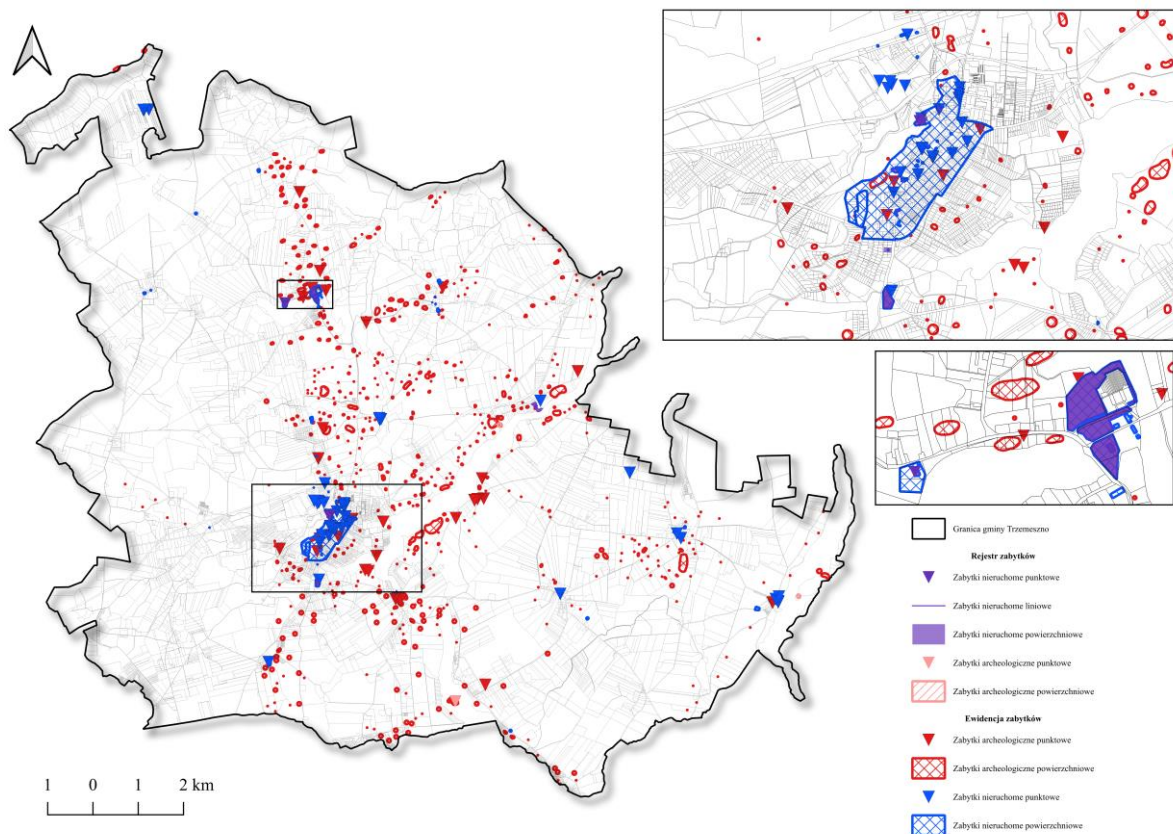 Granica gminy Trzemeszno
Rejestr zabytków
Zabytki nieruchome punktowe
Zabytki nieruchome liniowe
Zabytki nieruchome powierzchniowe
Zabytki archeologiczne punktowe
Zabytki archeologiczne powierzchniowe
Ewidencja zabytków
Zabytki archeologiczne punktowe
Zabytki archeologiczne powierzchniowe
Zabytki nieruchome punktowe
Zabytki nieruchome powierzchniowe
1 0 1 2 km